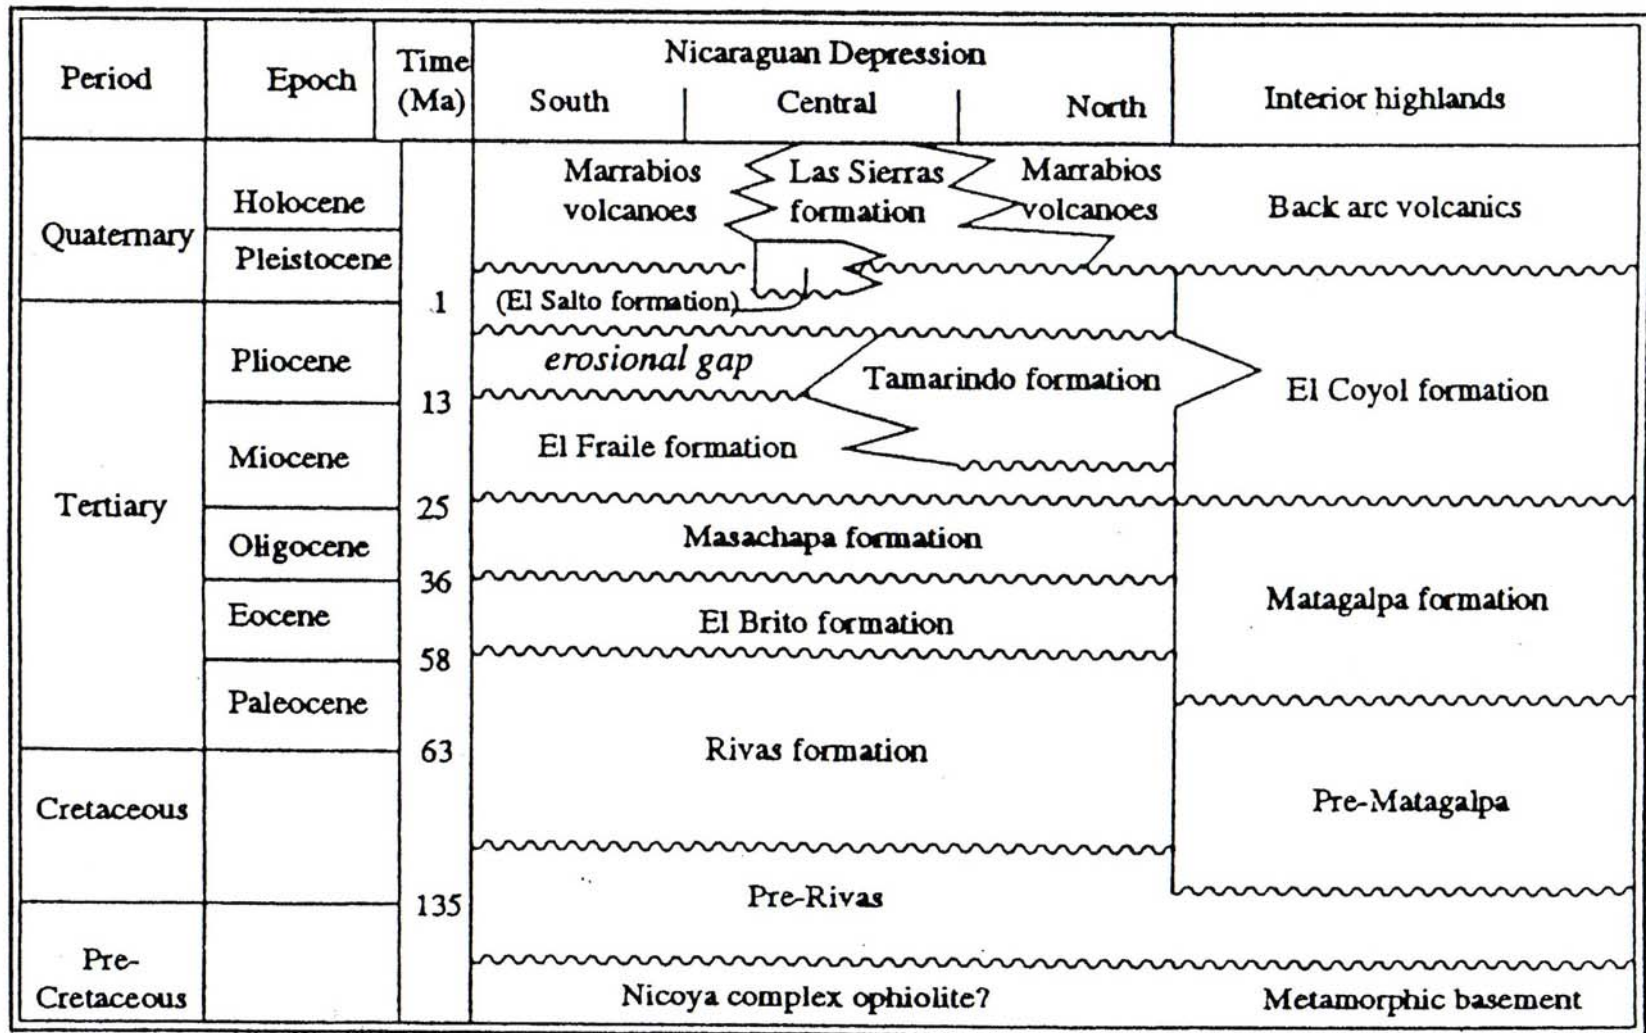 Period
Epoch
Time
(Ma)
Nicaraguan Depression
South
Central
North
Interior highlands
Quaternary
Holocene
Pleistocene
1
Marrabios
volcanoes
Las Sierras
formation
Marrabios
volcanoes
Back arc volcanics
(El Salto formation)
Tertiary
Pliocene
13
erosional gap
Tamarindo formation
El Coyol formation
Miocene
25
El Fraile formation
Oligocene
36
Masachapa formation
Matagalpa formation
Eocene
58
El Brito formation
Paleocene
63
Rivas formation
Cretaceous
135
Pre-Matagalpa
Pre-Rivas
Pre-
Cretaceous
Nicoya complex ophiolite?
Metamorphic basement